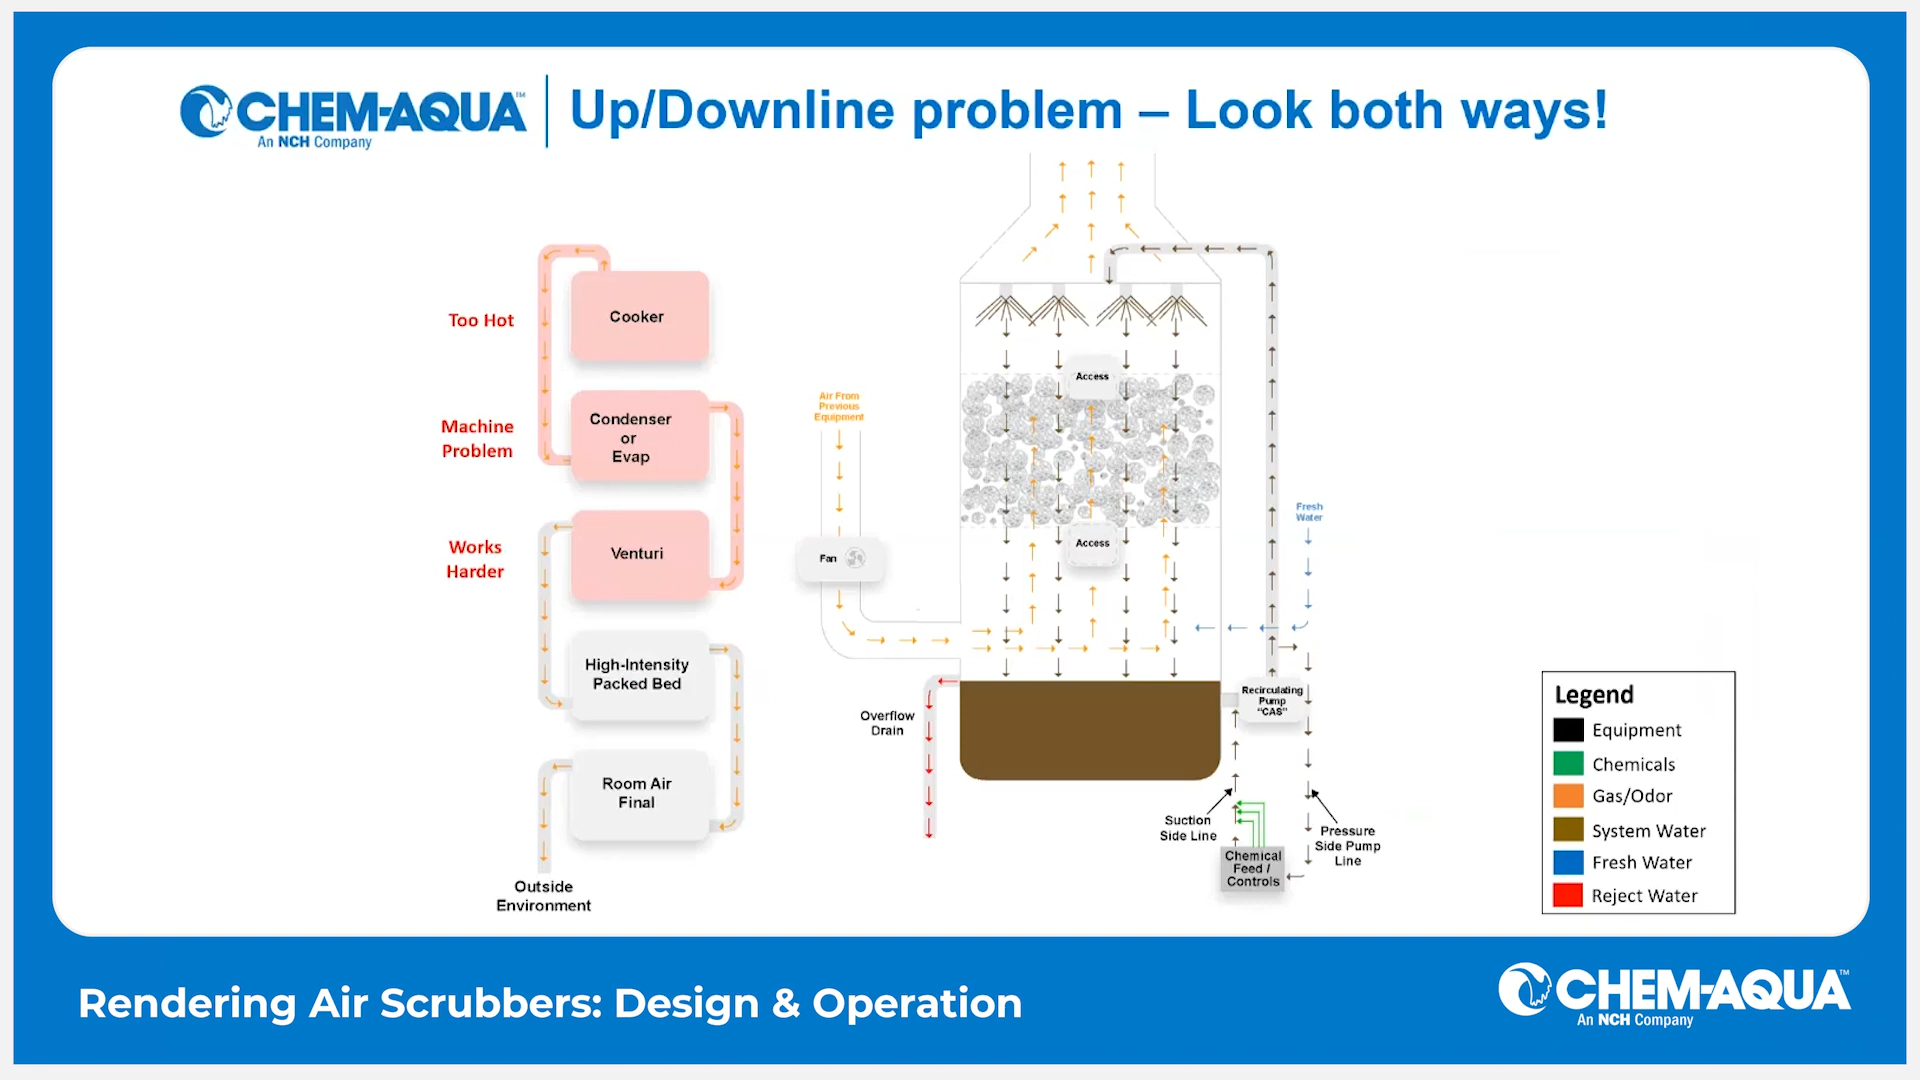 CHEM-AQUA™
An NCH Company
Up/Downline problem – Look both ways!
Too Hot
Cooker
Machine
Problem
Condenser
or
Evap
Works
Harder
Venturi
High-Intensity
Packed Bed
Room Air
Final
Outside
Environment
Air From
Previous
Equipment
Fan
Access
Access
Fresh
Water
Overflow
Drain
Recirculating
Pump
"CAS"
Suction
Side Line
Pressure
Side Pump
Line
Chemical
Feed /
Controls
Legend
Equipment
Chemicals
Gas/Odor
System Water
Fresh Water
Reject Water
Rendering Air Scrubbers: Design & Operation
CHEM-AQUA™
An NCH Company